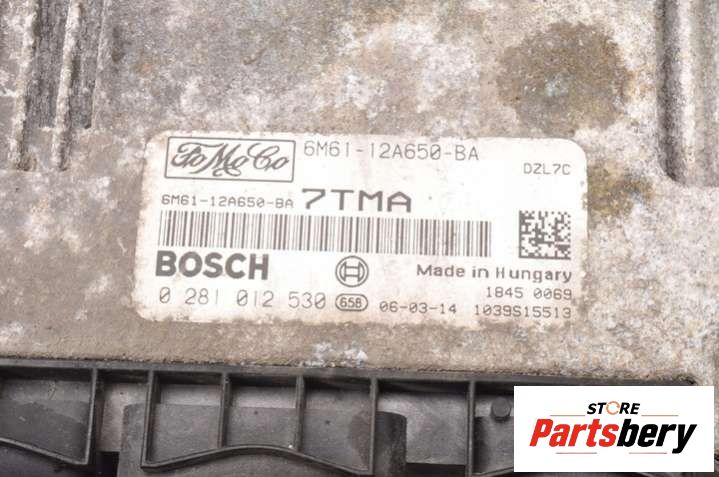 FoMoCo 6M61-12A650-BA
DZL7C
6M61-12A650-BA 7TMA
BOSCH
Made in Hungary
1845 0069
0 281 012 530 658 06-03-14 1039S15513
STORE
Partsbery